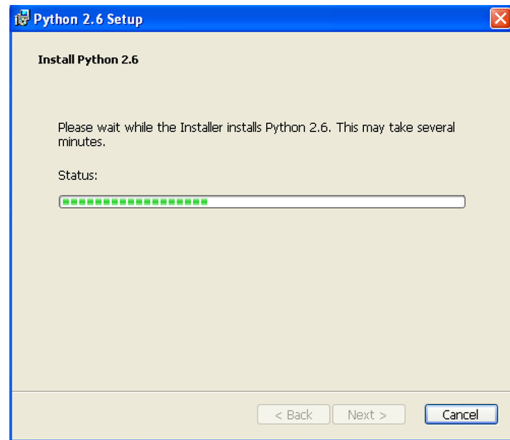 Python 2.6 Setup
Install Python 2.6
Please wait while the Installer installs Python 2.6. This may take several
minutes.
Status:
< Back Next > Cancel